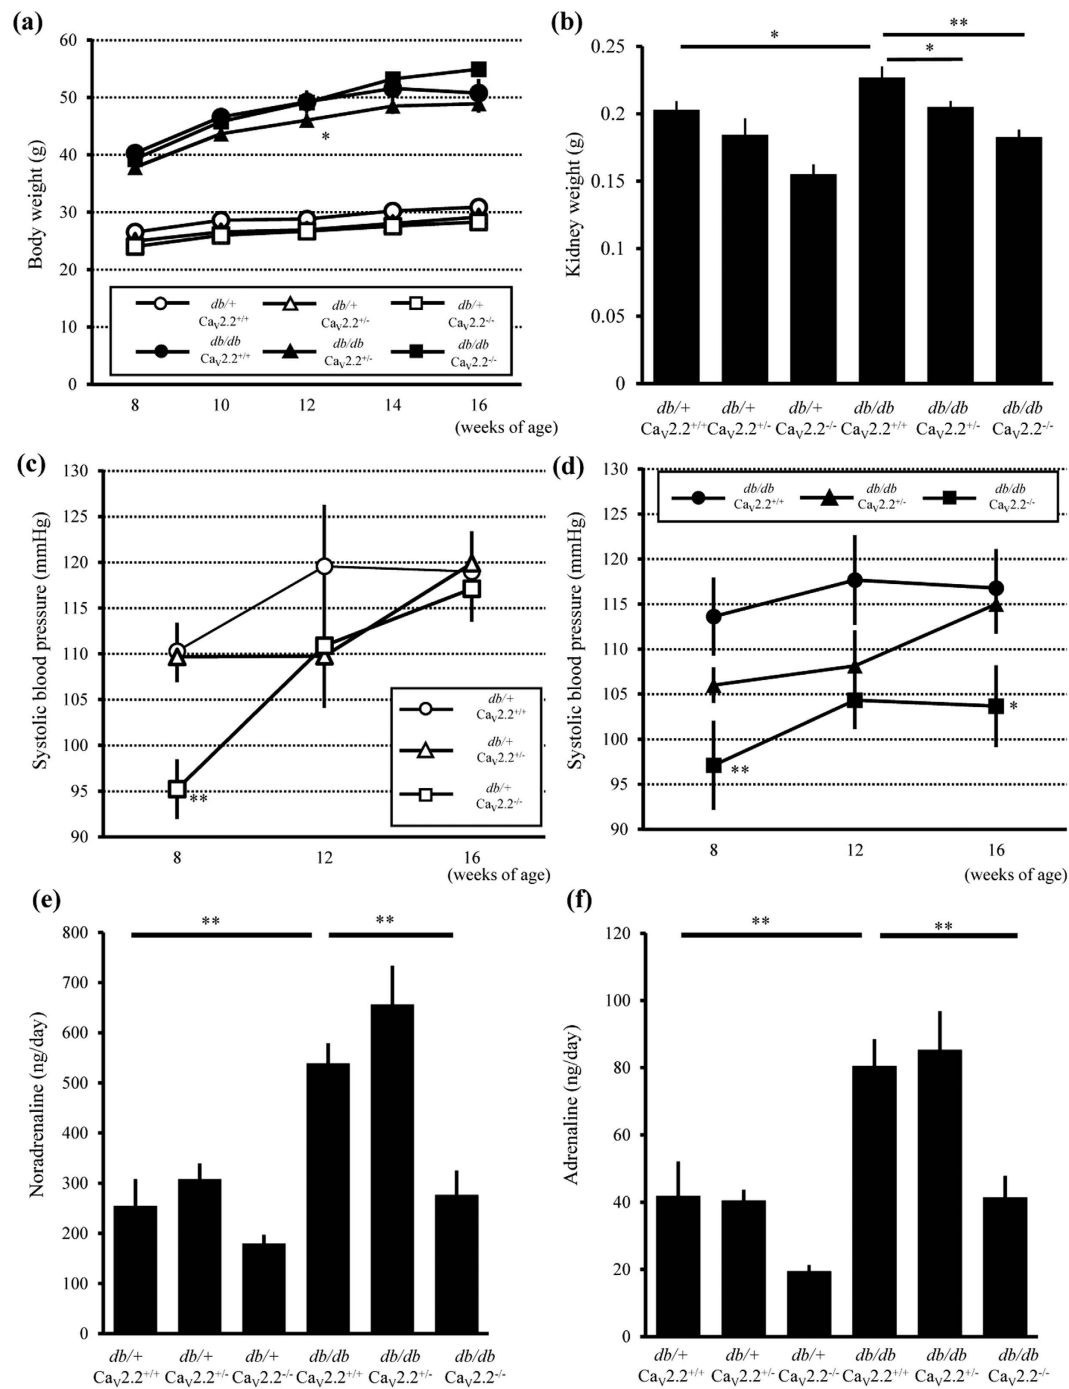 (a)
60
50
40
30
20
10
0
Body weight (g)
*
db/+ db/+ db/+
CaV2.2+/+ CaV2.2+/- CaV2.2-/-
db/db db/db db/db
CaV2.2+/+ CaV2.2+/- CaV2.2-/-
8 10 12 14 16
(weeks of age)
(b)
** 
* *
0.25
0.2
0.15
0.1
0.05
0
Kidney weight (g)
db/+ db/+ db/+ db/db db/db db/db
CaV2.2+/+ CaV2.2+/- CaV2.2-/- CaV2.2+/+ CaV2.2+/- CaV2.2-/-
(c)
130
125
120
115
110
105
100
95
90
Systolic blood pressure (mmHg)
**
db/+
CaV2.2+/+
db/+
CaV2.2+/-
db/+
CaV2.2-/-
8 12 16
(weeks of age)
(d)
130
125
120
115
110
105
100
95
90
Systolic blood pressure (mmHg)
db/db db/db db/db
CaV2.2+/+ CaV2.2+/- CaV2.2-/-
*
**
8 12 16
(weeks of age)
(e)
** **
800
700
600
500
400
300
200
100
0
Noradrenaline (ng/day)
db/+ db/+ db/+ db/db db/db db/db
CaV2.2+/+ CaV2.2+/- CaV2.2-/- CaV2.2+/+ CaV2.2+/- CaV2.2-/-
(f)
** **
120
100
80
60
40
20
0
Adrenaline (ng/day)
db/+ db/+ db/+ db/db db/db db/db
CaV2.2+/+ CaV2.2+/- CaV2.2-/- CaV2.2+/+ CaV2.2+/- CaV2.2-/-